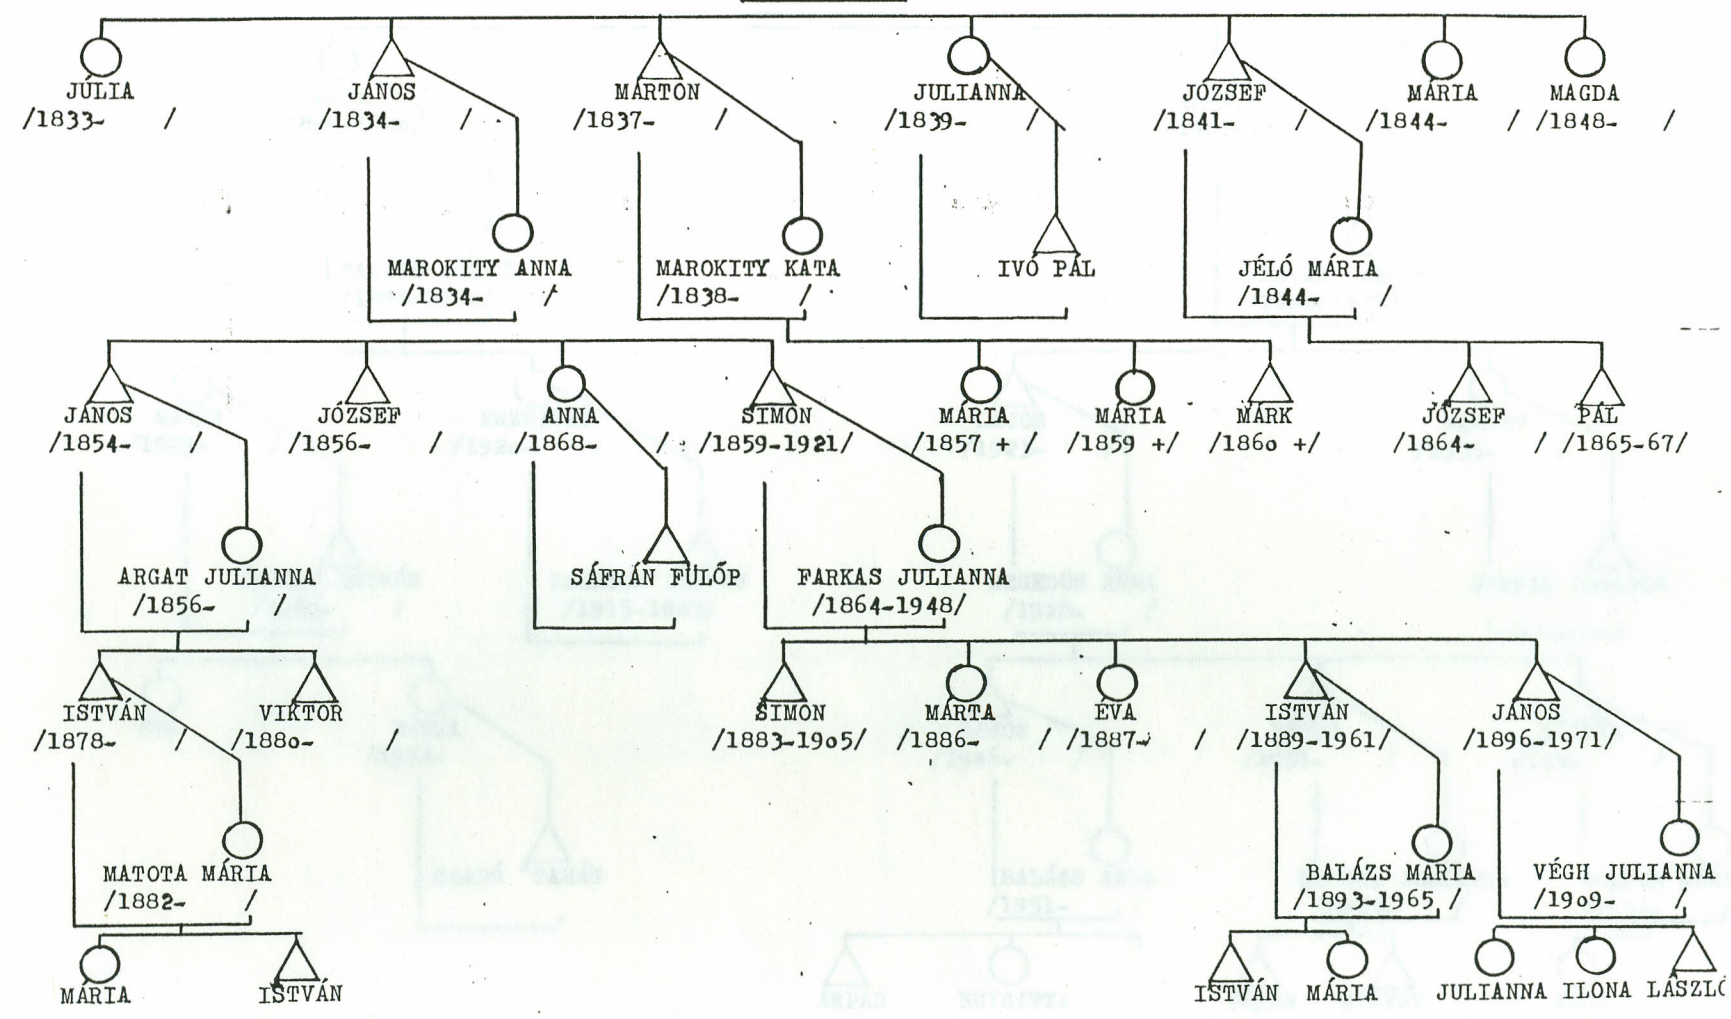 JÚLIA JÁNOS MÁRTON JULIANNA JÓZSEF MÁRIA MAGDA
/1833- / /1834- / /1837- / /1839- / /1841- / /1844- / /1848- /
MAROKITY ANNA MAROKITY KATA IVÓ PÁL JÉLÓ MÁRIA
/1834- / /1838- / /1844- /
JÁNOS JÓZSEF ANNA SIMON MÁRIA MÁRIA MÁRK JÓZSEF PÁL
/1854- / /1856- / /1868- / /1859-1921/ /1857 + /1859 +/ /186o +/ /1864- / /1865-67/
ARGAT JULIANNA SÁFRÁN FÜLÖP FARKAS JULIANNA
/1856- / /1864-1948/
ISTVÁN VIKTOR SIMON MÁRTA ÉVA ISTVÁN JÁNOS
/1878- / /188o- / /1883-19o5/ /1886- / /1887- / /1889-1961/ /1896-1971/
MATOTA MÁRIA BALÁZS MARIA VÉGH JULIANNA
/1882- / /1893-1965 / /19o9- /
MÁRIA ISTVÁN ISTVÁN MÁRIA JULIANNA ILONA LÁSZLÓ